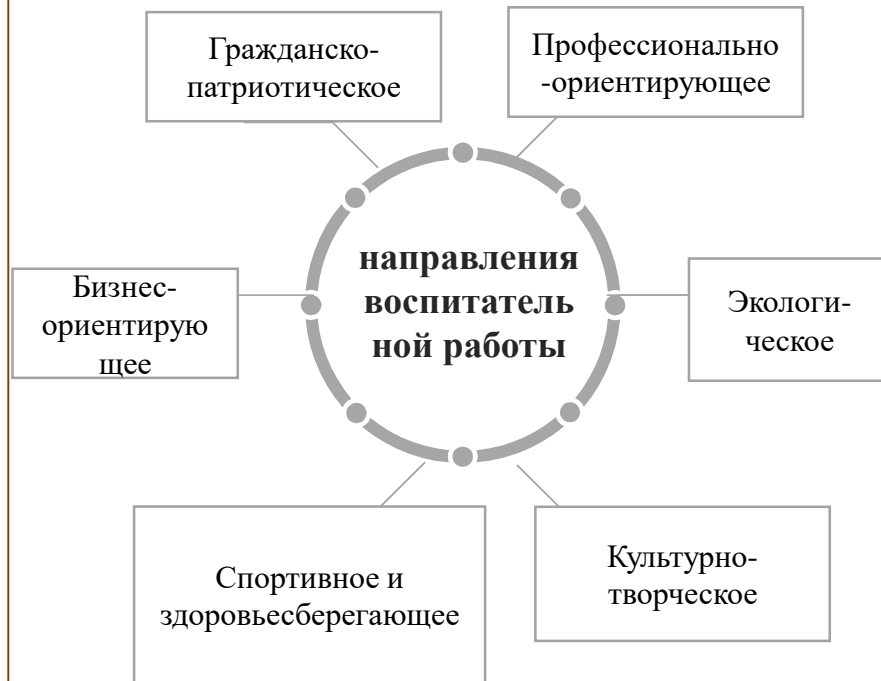 Гражданско-
патриотическое
Профессионально
-ориентирующее
направления
воспитатель
ной работы
Бизнес-
ориентирую
щее
Экологи-
ческое
Спортивное и
здоровьесберегающее
Культурно-
творческое